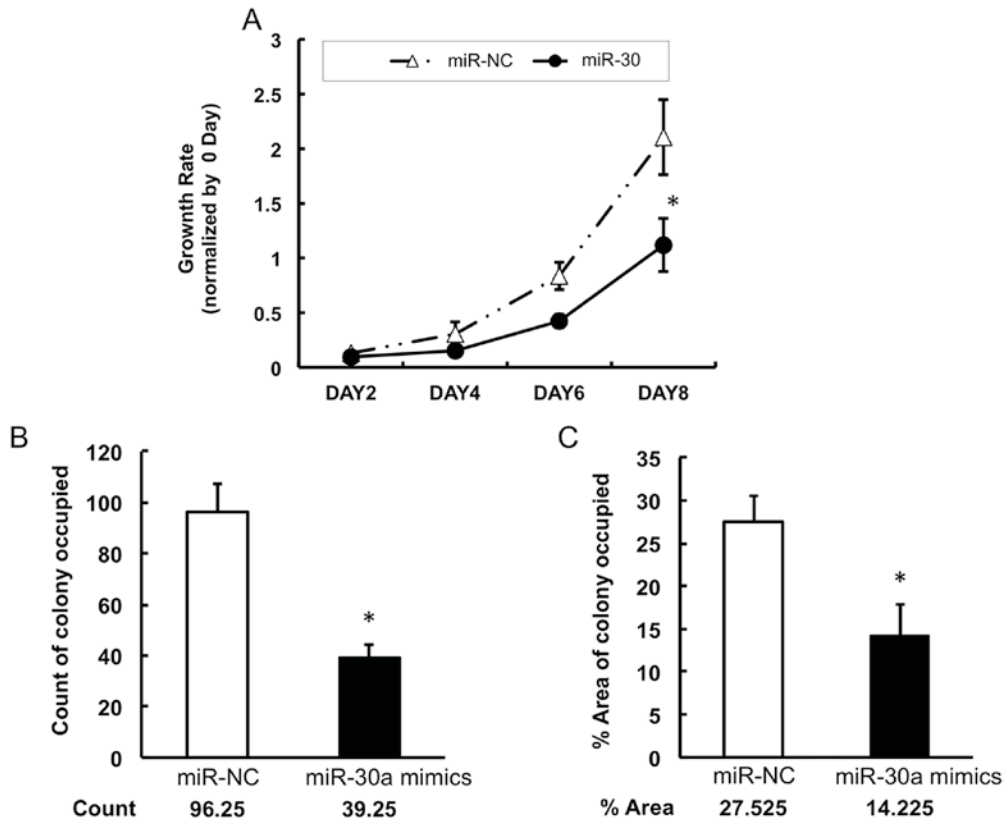 A
3
2.5
2
1.5
1
0.5
0
Grownth Rate
(normalized by 0 Day)
miR-NC miR-30
*
DAY2 DAY4 DAY6 DAY8
B
120
100
80
60
40
20
0
Count of colony occupied
*
miR-NC miR-30a mimics
Count 96.25 39.25
C
35
30
25
20
15
10
5
0
% Area of colony occupied
*
miR-NC miR-30a mimics
% Area 27.525 14.225